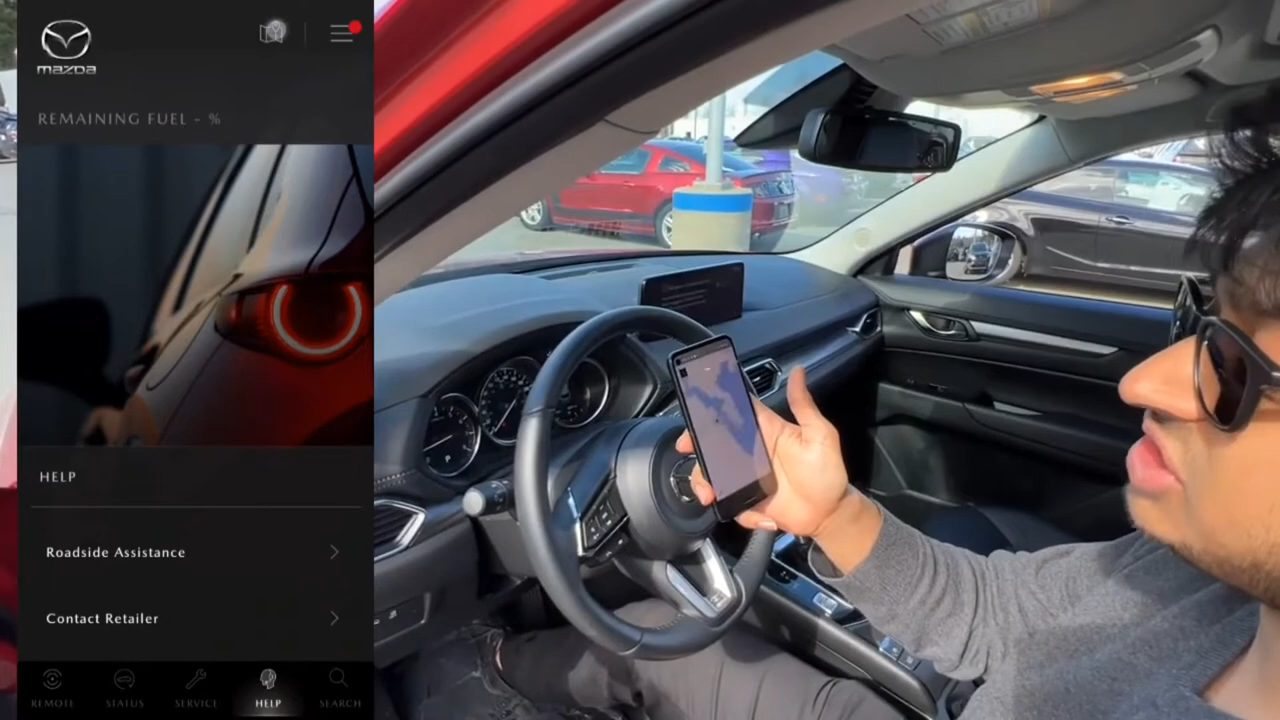 mazda
REMAINING FUEL - %
HELP
Roadside Assistance
Contact Retailer
REMOTE STATUS SERVICE HELP SEARCH
P